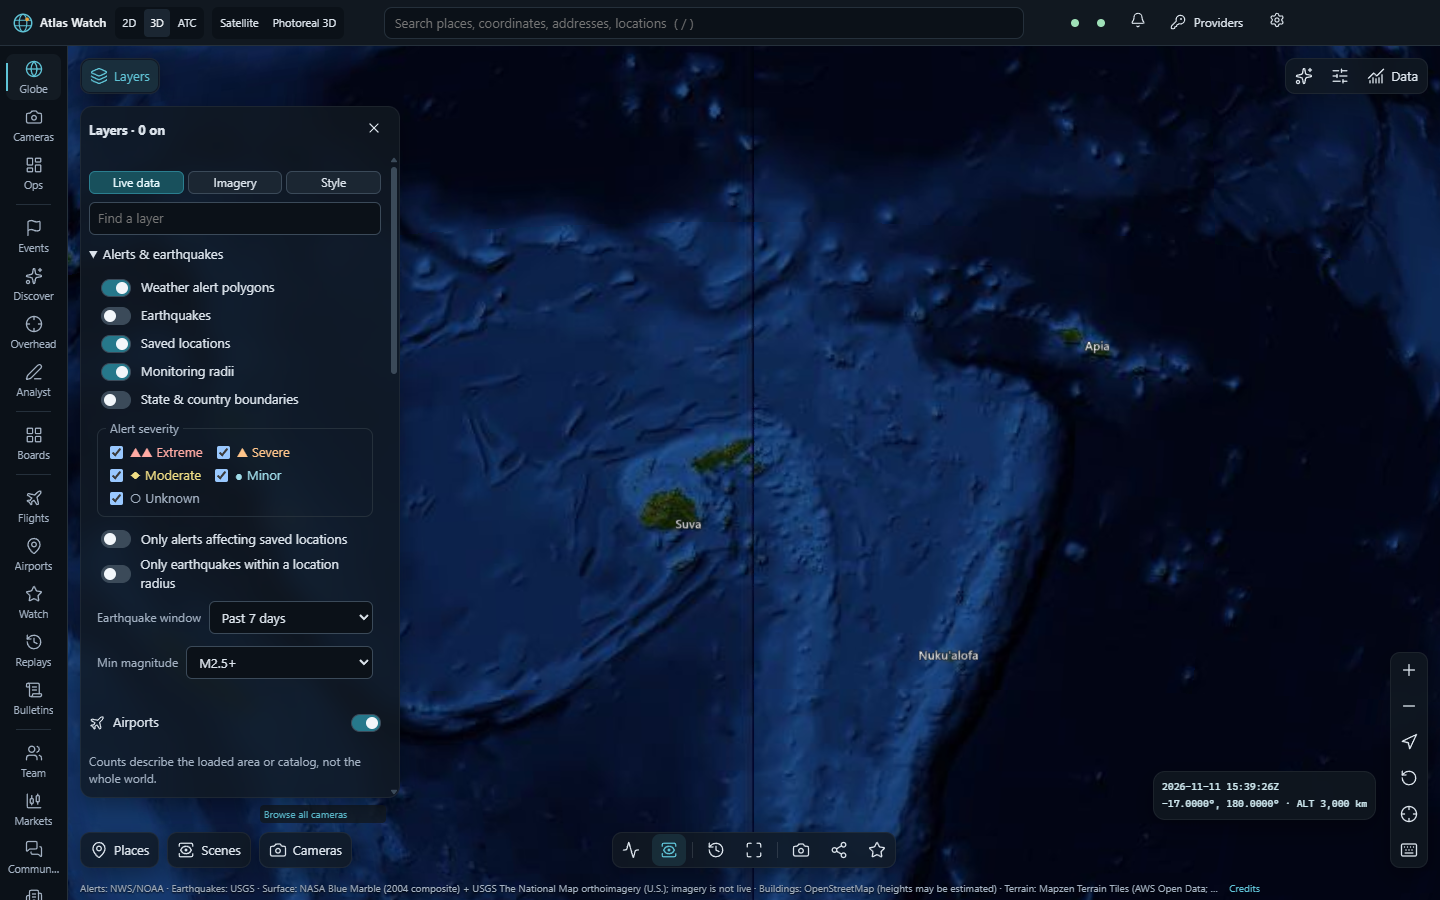 Atlas Watch
2D
3D
ATC
Satellite
Photoreal 3D
Search places, coordinates, addresses, locations ( / )
Providers
Globe
Cameras
Ops
Events
Discover
Overhead
Analyst
Boards
Flights
Airports
Watch
Replays
Bulletins
Team
Markets
Commun...
Layers
Data
Layers · 0 on
Live data
Imagery
Style
Find a layer
Alerts & earthquakes
Weather alert polygons
Earthquakes
Saved locations
Monitoring radii
State & country boundaries
Alert severity
Extreme
Severe
Moderate
Minor
Unknown
Only alerts affecting saved locations
Only earthquakes within a location
radius
Earthquake window
Past 7 days
Min magnitude
M2.5+
Airports
Counts describe the loaded area or catalog, not the
whole world.
Browse all cameras
Places
Scenes
Cameras
Apia
Suva
Nuku'alofa
2026-11-11 15:39:26Z
-17.0000°, 180.0000° · ALT 3,000 km
Alerts: NWS/NOAA · Earthquakes: USGS · Surface: NASA Blue Marble (2004 composite) + USGS The National Map orthoimagery (U.S.); imagery is not live · Buildings: OpenStreetMap (heights may be estimated) · Terrain: Mapzen Terrain Tiles (AWS Open Data; ...
Credits